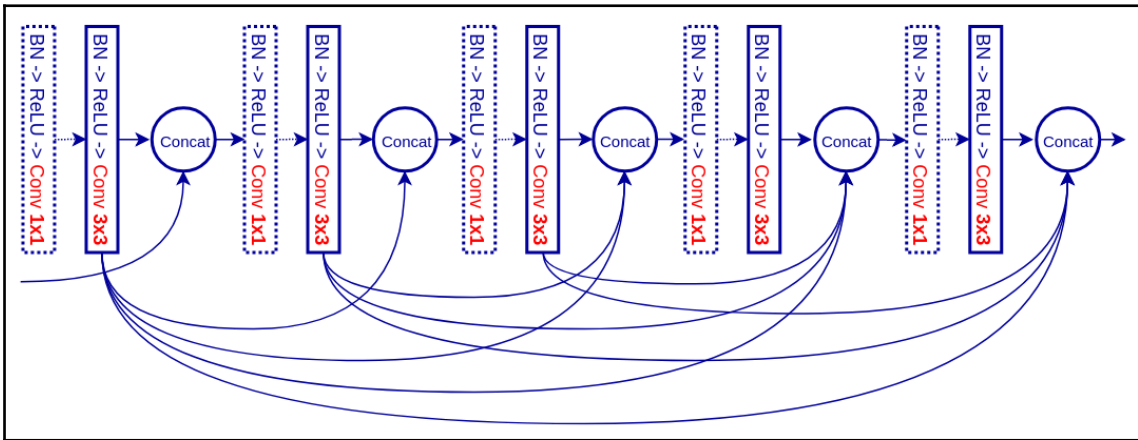 BN -> ReLU -> Conv 1x1
BN -> ReLU -> Conv 3x3
Concat
BN -> ReLU -> Conv 1x1
BN -> ReLU -> Conv 3x3
Concat
BN -> ReLU -> Conv 1x1
BN -> ReLU -> Conv 3x3
Concat
BN -> ReLU -> Conv 1x1
BN -> ReLU -> Conv 3x3
Concat
BN -> ReLU -> Conv 1x1
BN -> ReLU -> Conv 3x3
Concat